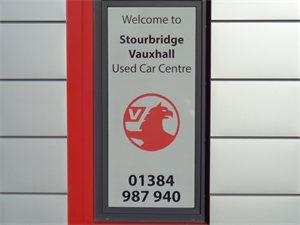 Welcome to
Stourbridge
Vauxhall
Used Car Centre
V
01384
987 940